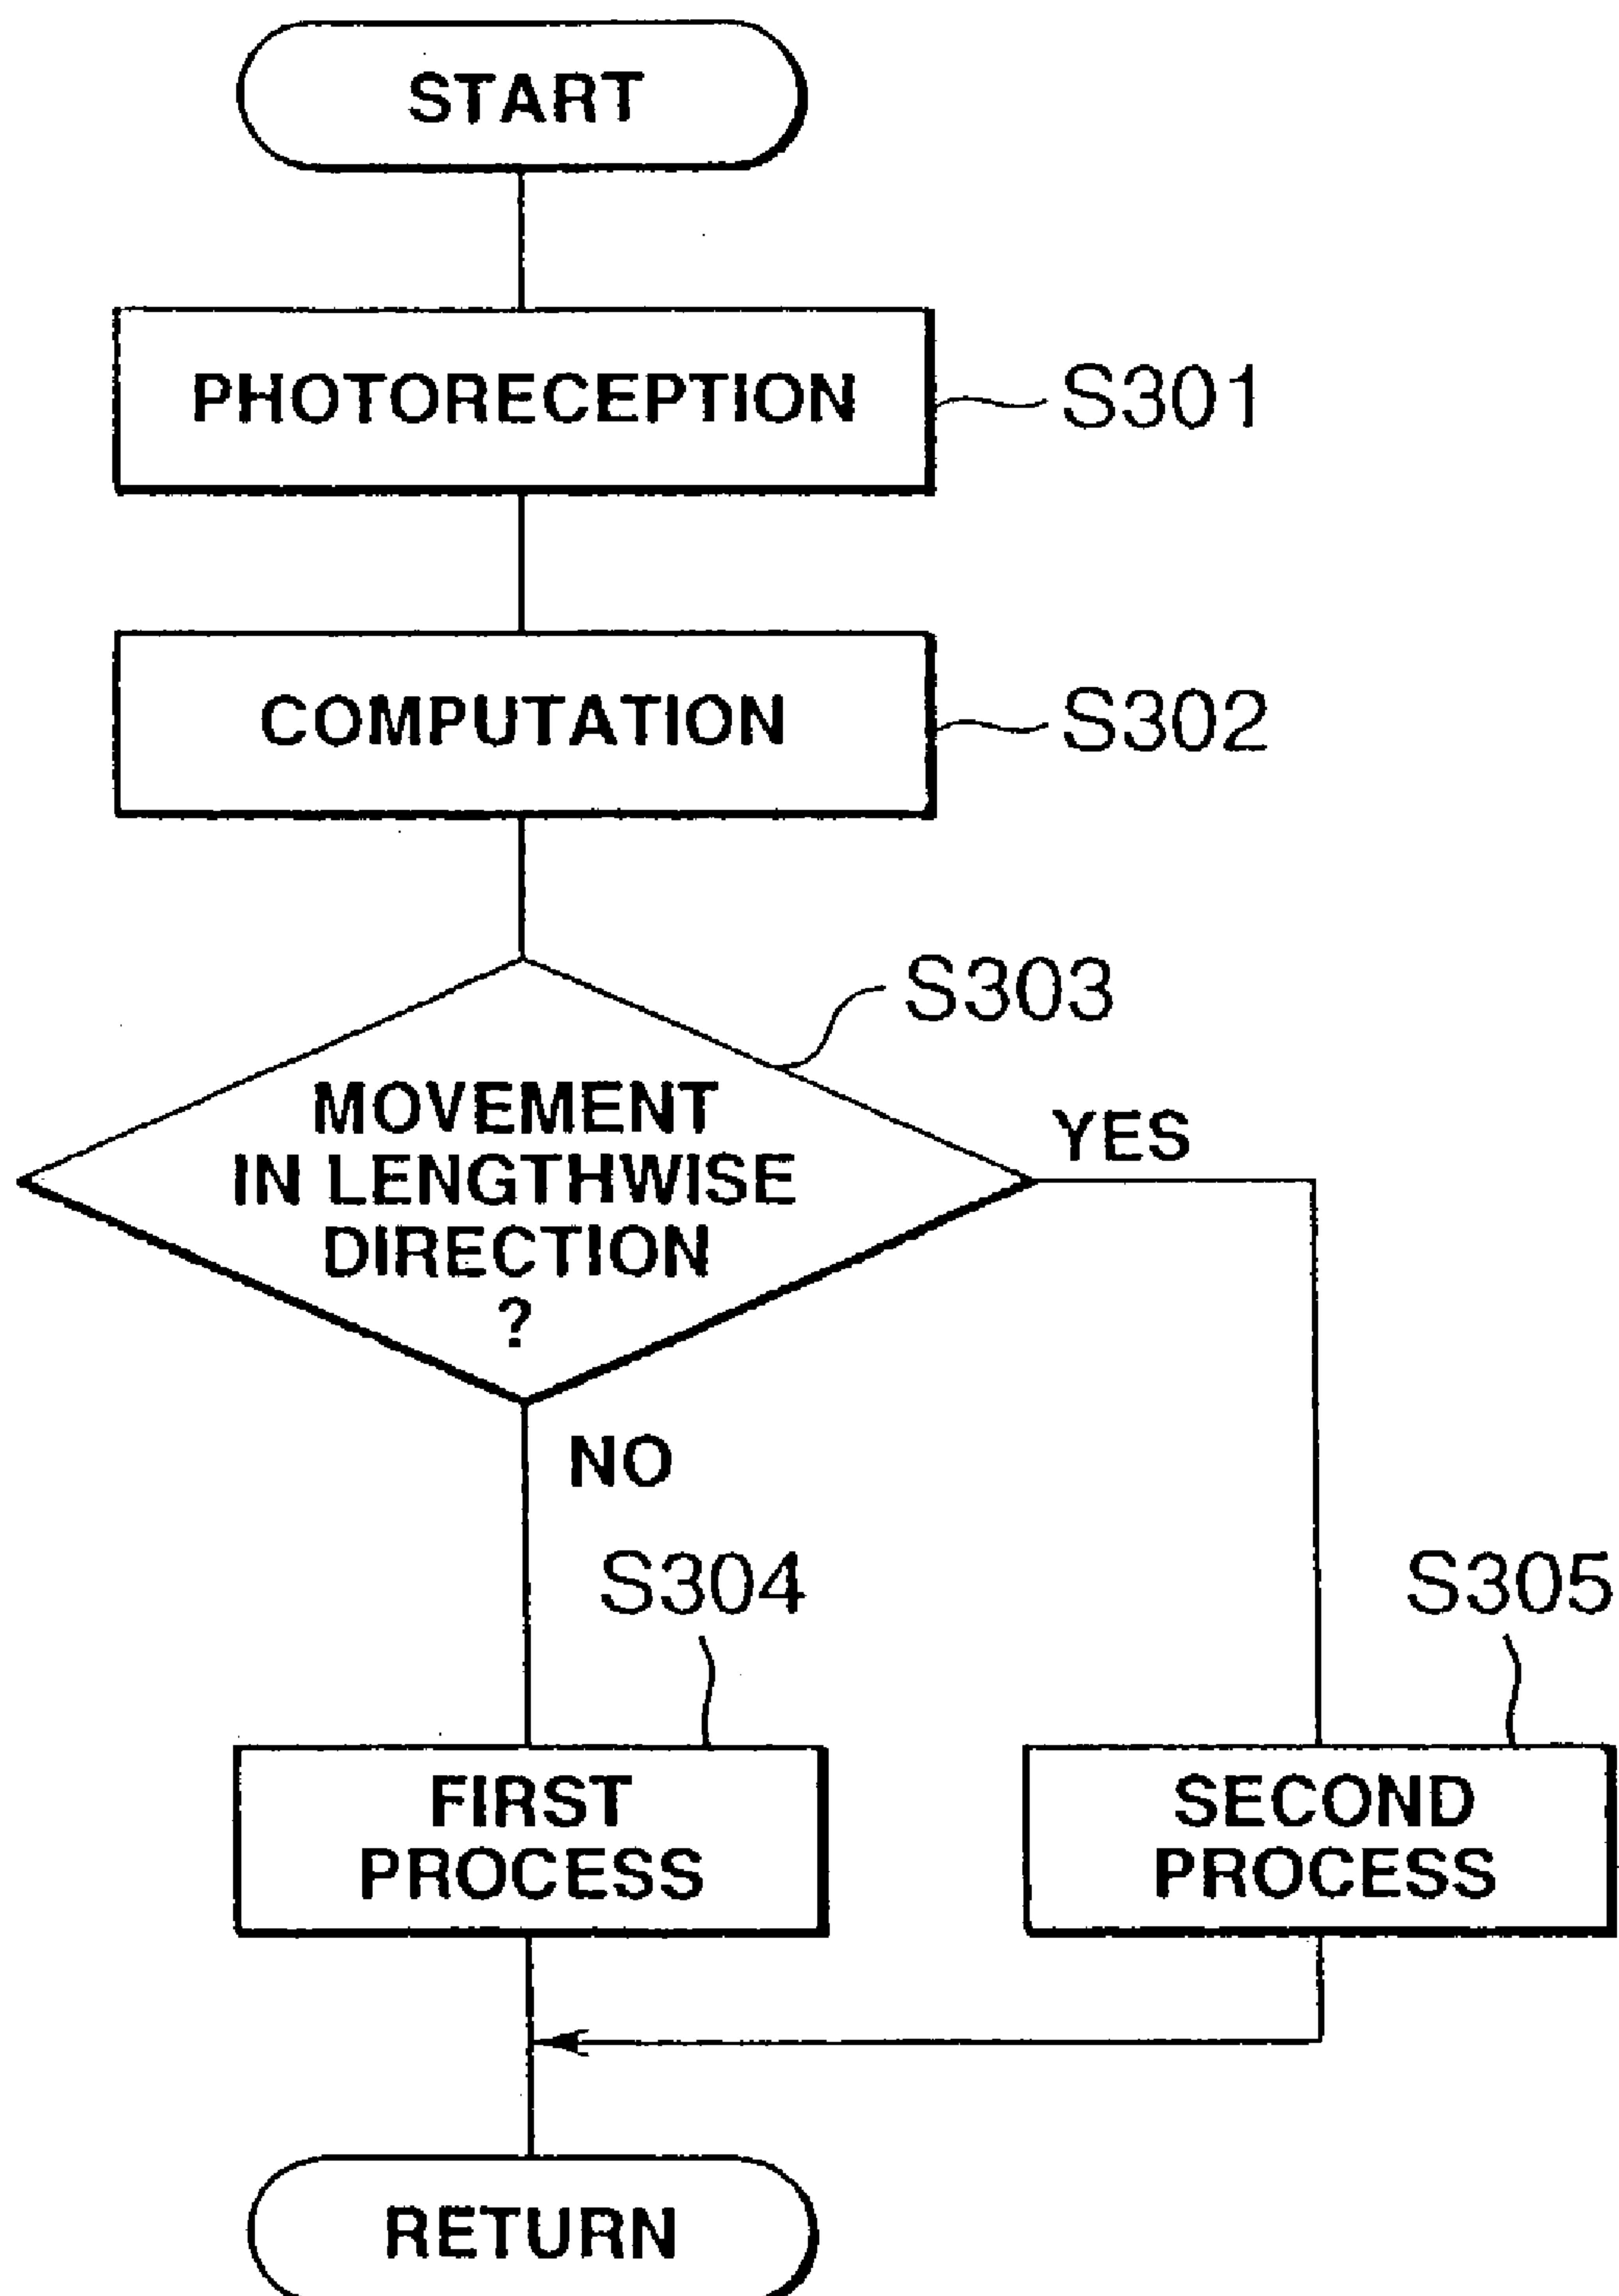 START
PHOTORECEPTION
S301
COMPUTATION
S302
S303
MOVEMENT
IN LENGTHWISE
DIRECTION
?
YES
NO
S304
S305
FIRST
PROCESS
SECOND
PROCESS
RETURN